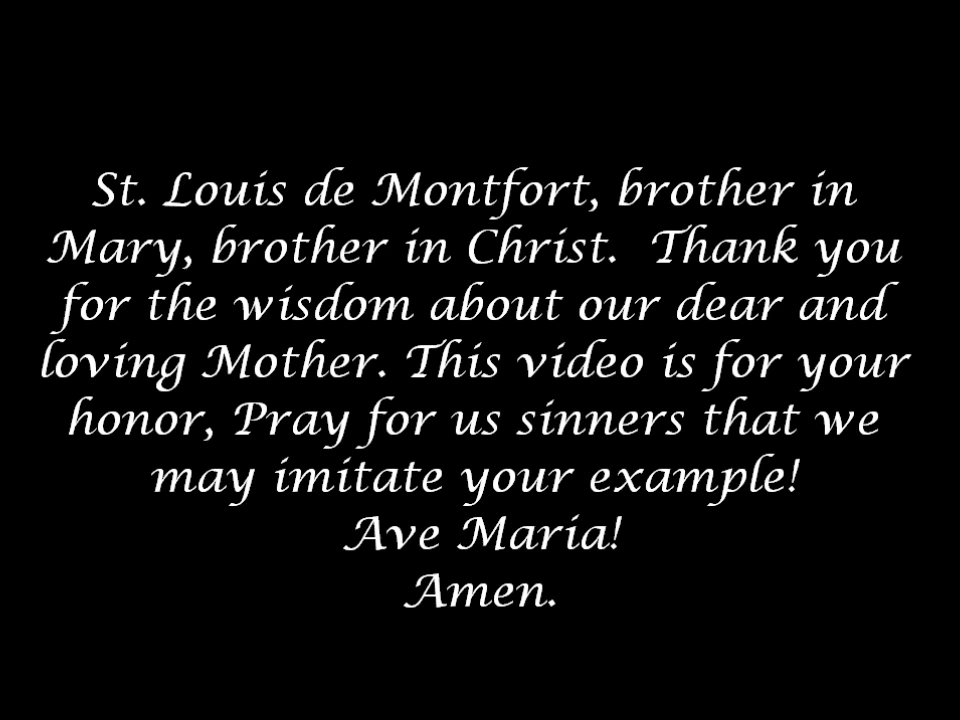 St. Louis de Montfort, brother in
Mary, brother in Christ.  Thank you
for the wisdom about our dear and
loving Mother. This video is for your
honor, Pray for us sinners that we
may imitate your example!
Ave Maria!
Amen.